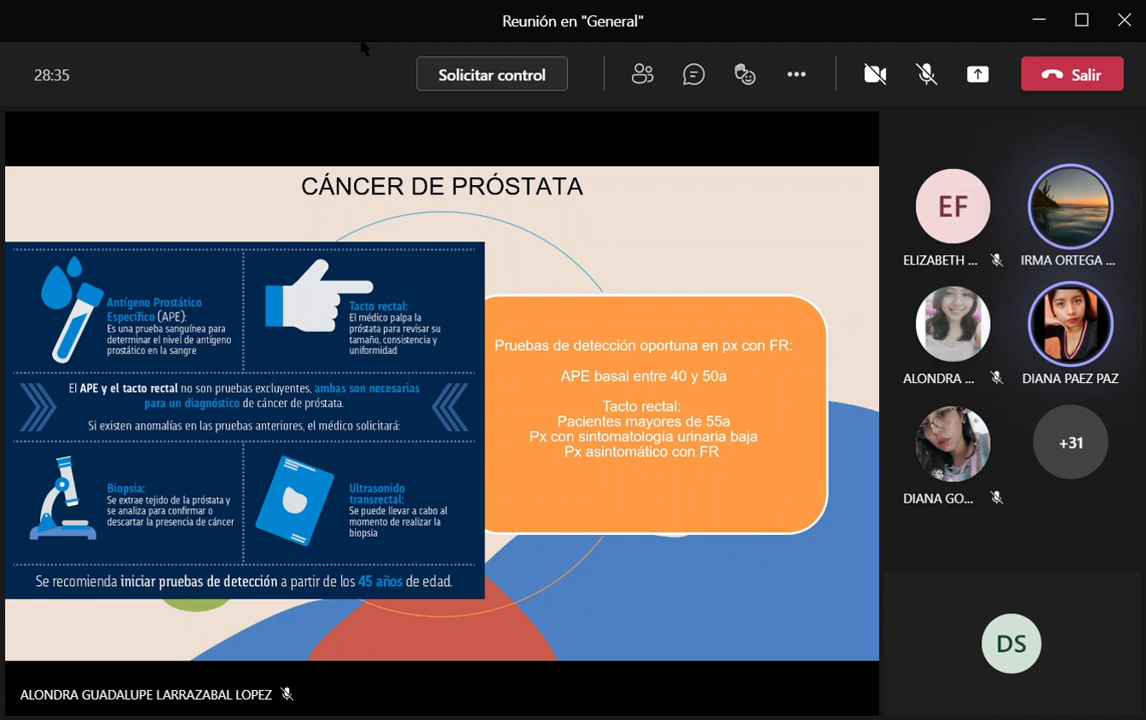 Reunión en "General"
28:35
Solicitar control
Salir
CÁNCER DE PRÓSTATA
Antígeno Prostático
Específico (APE):
Es una prueba sanguínea para
determinar el nivel de antígeno
prostático en la sangre
Tacto rectal:
El médico palpa la
próstata para revisar su
tamaño, consistencia y
uniformidad
El APE y el tacto rectal no son pruebas excluyentes, ambas son necesarias
para un diagnóstico de cáncer de próstata.
Si existen anomalías en las pruebas anteriores, el médico solicitará:
Biopsia:
Se extrae tejido de la próstata y
se analiza para confirmar o
descartar la presencia de cáncer
Ultrasonido
transrectal:
Se puede llevar a cabo al
momento de realizar la
biopsia
Se recomienda iniciar pruebas de detección a partir de los 45 años de edad.
Pruebas de detección oportuna en px con FR:
APE basal entre 40 y 50a
Tacto rectal:
Pacientes mayores de 55a
Px con sintomatología urinaria baja
Px asintomático con FR
EF
ELIZABETH ...
IRMA ORTEGA ...
ALONDRA ...
DIANA PAEZ PAZ
+31
DIANA GO...
DS
ALONDRA GUADALUPE LARRAZABAL LOPEZ